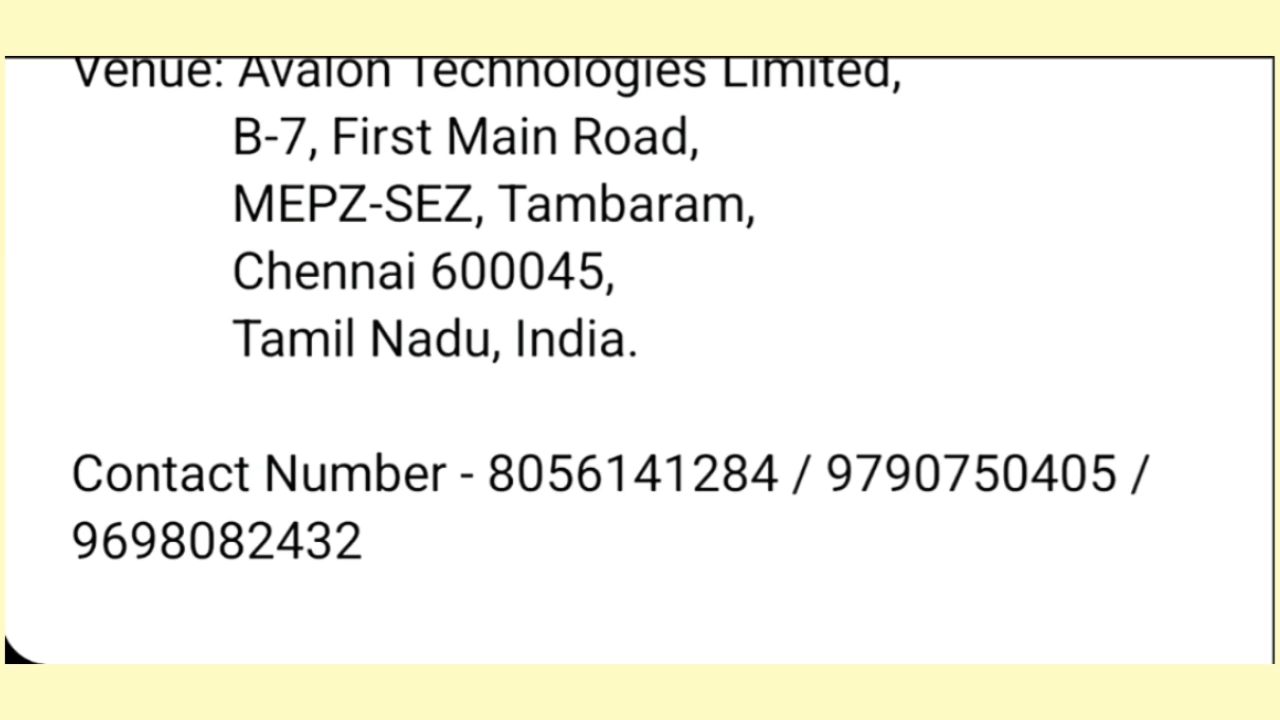 Venue: Avalon Technologies Limited,
B-7, First Main Road,
MEPZ-SEZ, Tambaram,
Chennai 600045,
Tamil Nadu, India.
Contact Number - 8056141284 / 9790750405 /
9698082432